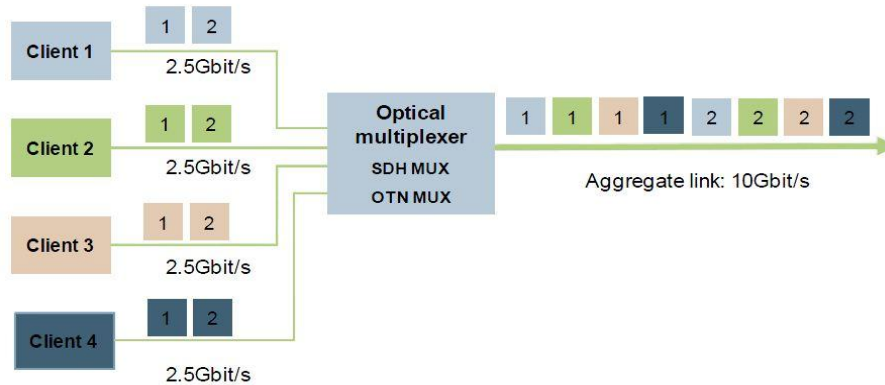 Client 1
1 2
2.5Gbit/s
Client 2
1 2
2.5Gbit/s
Client 3
1 2
2.5Gbit/s
Client 4
1 2
2.5Gbit/s
Optical
multiplexer
SDH MUX
OTN MUX
1 1 1 1 2 2 2 2
Aggregate link: 10Gbit/s